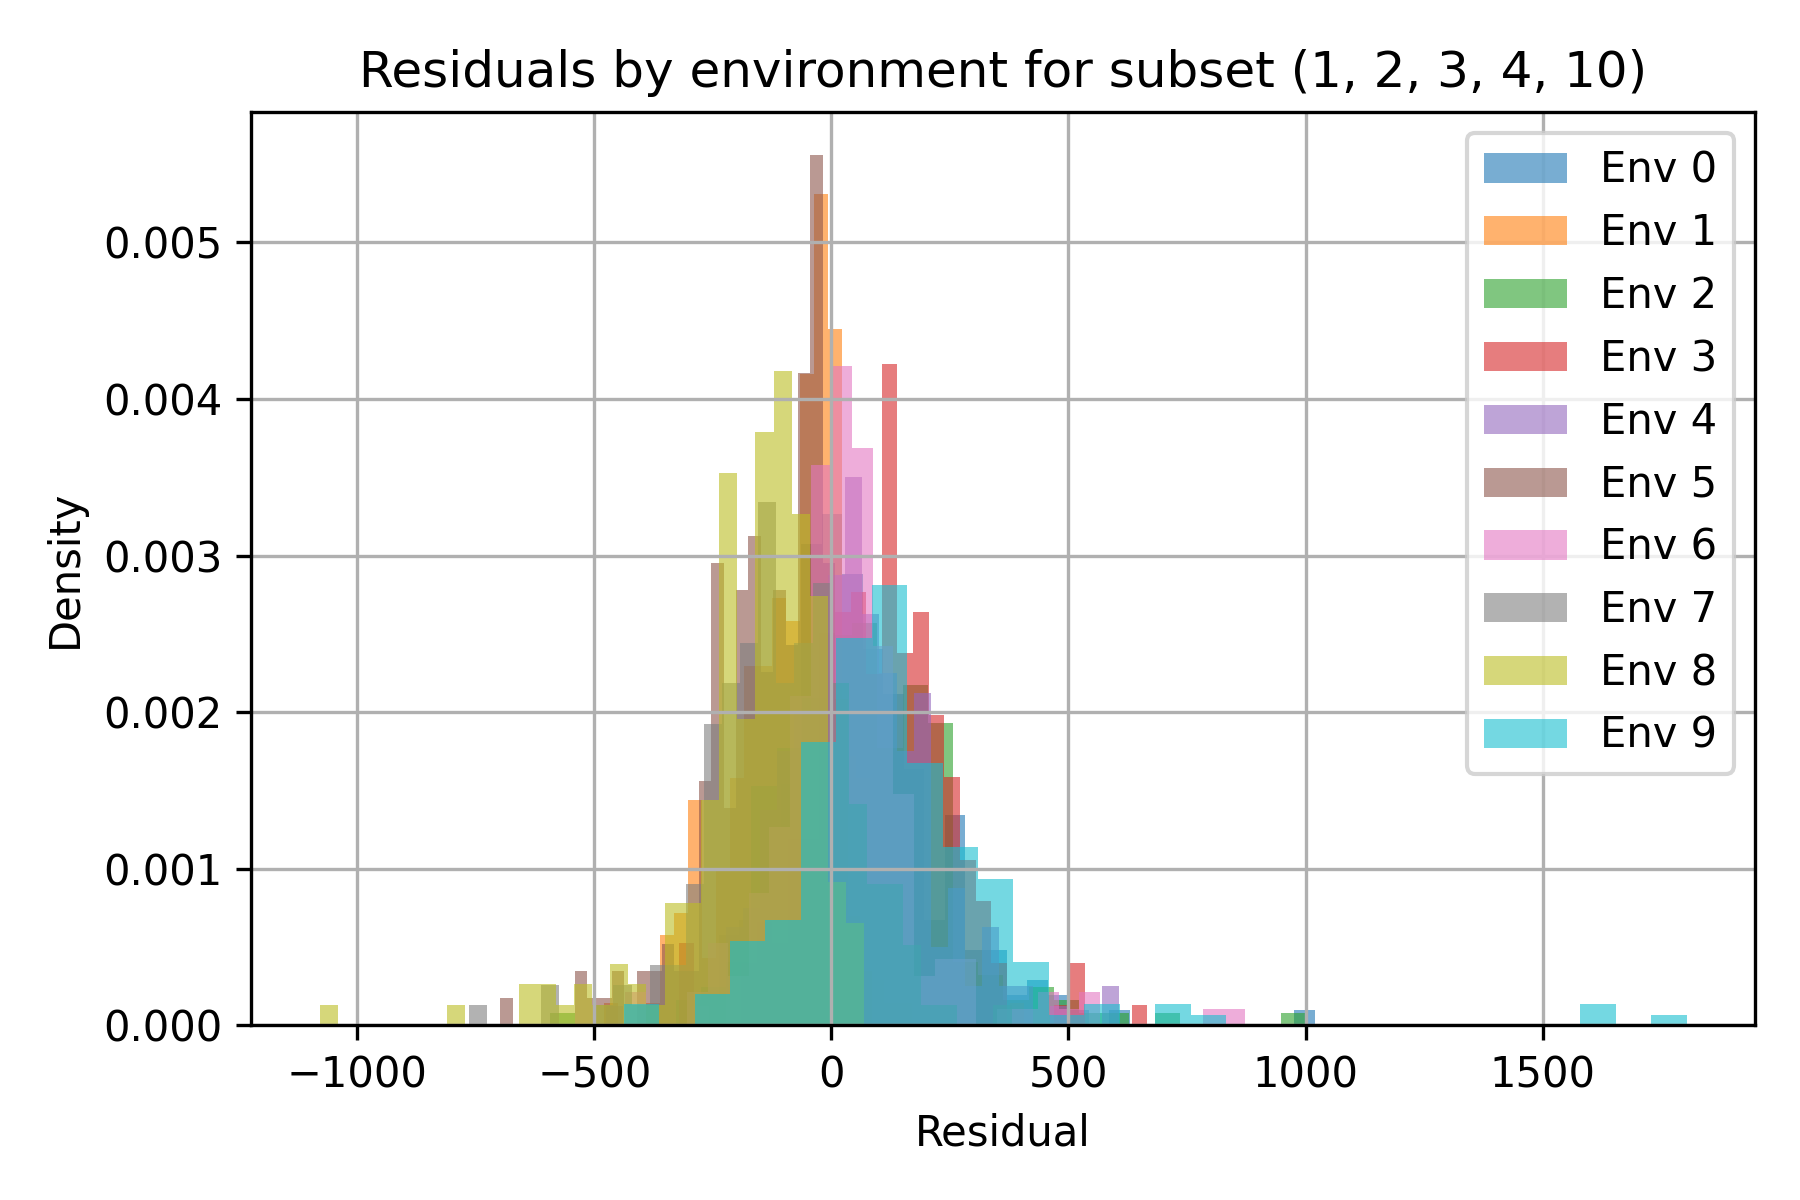 Residuals by environment for subset (1, 2, 3, 4, 10)
Env 0
Env 1
Env 2
Env 3
Env 4
Env 5
Env 6
Env 7
Env 8
Env 9
Density
0.005
0.004
0.003
0.002
0.001
0.000
−1000 −500 0 500 1000 1500
Residual